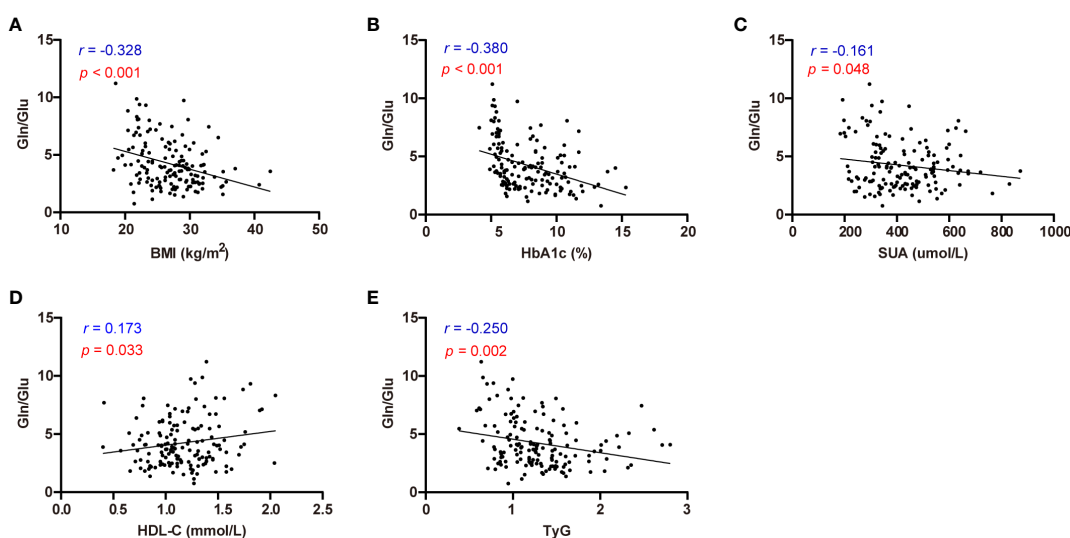 A
r = -0.328
p < 0.001
Gln/Glu
15
10
5
0
10 20 30 40 50
BMI (kg/m²)
B
r = -0.380
p < 0.001
Gln/Glu
15
10
5
0
0 5 10 15 20
HbA1c (%)
C
r = -0.161
p = 0.048
Gln/Glu
15
10
5
0
0 200 400 600 800 1000
SUA (umol/L)
D
r = 0.173
p = 0.033
Gln/Glu
15
10
5
0
0.0 0.5 1.0 1.5 2.0 2.5
HDL-C (mmol/L)
E
r = -0.250
p = 0.002
Gln/Glu
15
10
5
0
0 1 2 3
TyG